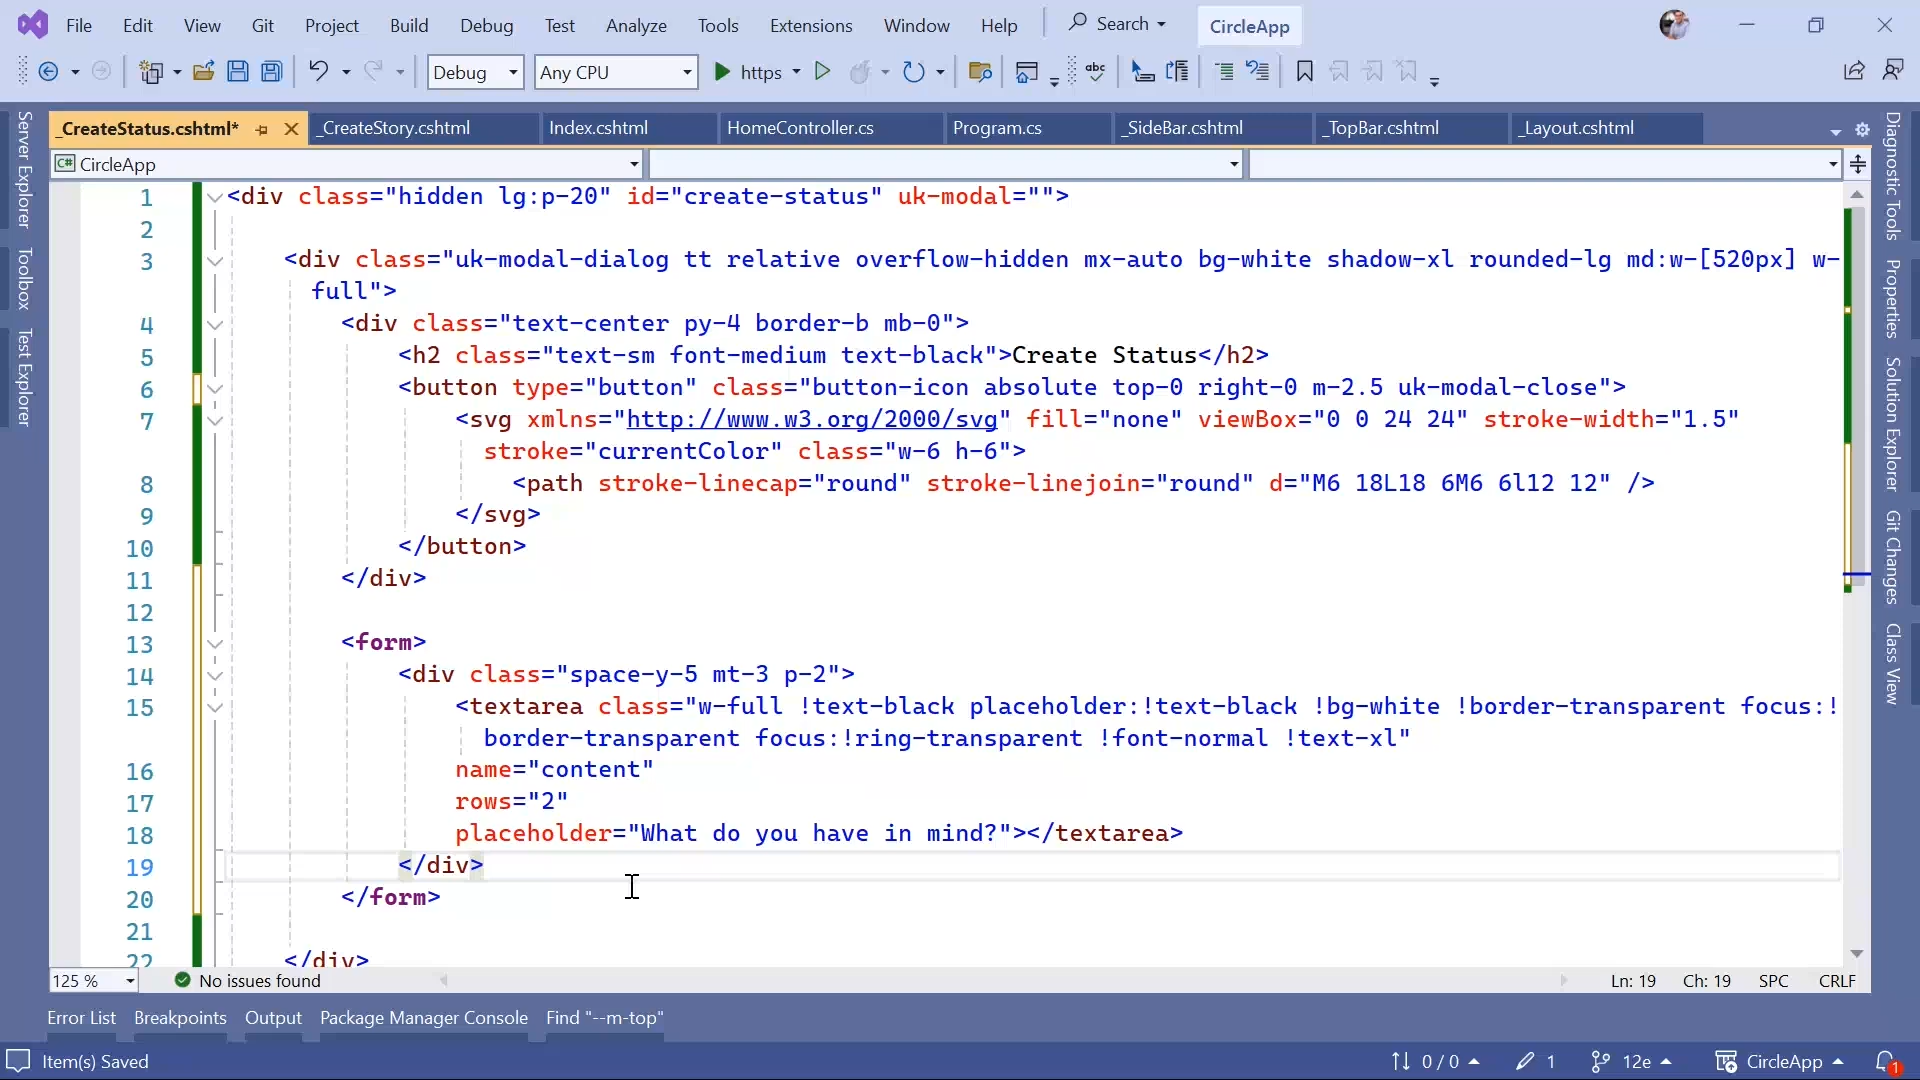 File Edit View Git Project Build Debug Test Analyze Tools Extensions Window Help Search CircleApp
Debug Any CPU https abc
_CreateStatus.cshtml* _CreateStory.cshtml Index.cshtml HomeController.cs Program.cs _SideBar.cshtml _TopBar.cshtml _Layout.cshtml
C# CircleApp
Server Explorer
Toolbox
Test Explorer
1 <div class="hidden lg:p-20" id="create-status" uk-modal="">
2
3 <div class="uk-modal-dialog tt relative overflow-hidden mx-auto bg-white shadow-xl rounded-lg md:w-[520px] w-
full">
4 <div class="text-center py-4 border-b mb-0">
5 <h2 class="text-sm font-medium text-black">Create Status</h2>
6 <button type="button" class="button-icon absolute top-0 right-0 m-2.5 uk-modal-close">
7 <svg xmlns="http://www.w3.org/2000/svg" fill="none" viewBox="0 0 24 24" stroke-width="1.5"
stroke="currentColor" class="w-6 h-6">
8 <path stroke-linecap="round" stroke-linejoin="round" d="M6 18L18 6M6 6l12 12" />
9 </svg>
10 </button>
11 </div>
12
13 <form>
14 <div class="space-y-5 mt-3 p-2">
15 <textarea class="w-full !text-black placeholder:!text-black !bg-white !border-transparent focus:!
border-transparent focus:!ring-transparent !font-normal !text-xl"
16 name="content"
17 rows="2"
18 placeholder="What do you have in mind?"></textarea>
19 </div>
20 </form>
21
22 </div>
Diagnostic Tools
Properties
Solution Explorer
Git Changes
Class View
125 % No issues found Ln: 19 Ch: 19 SPC CRLF
Error List Breakpoints Output Package Manager Console Find "--m-top"
Item(s) Saved 0 / 0 1 12e CircleApp 1